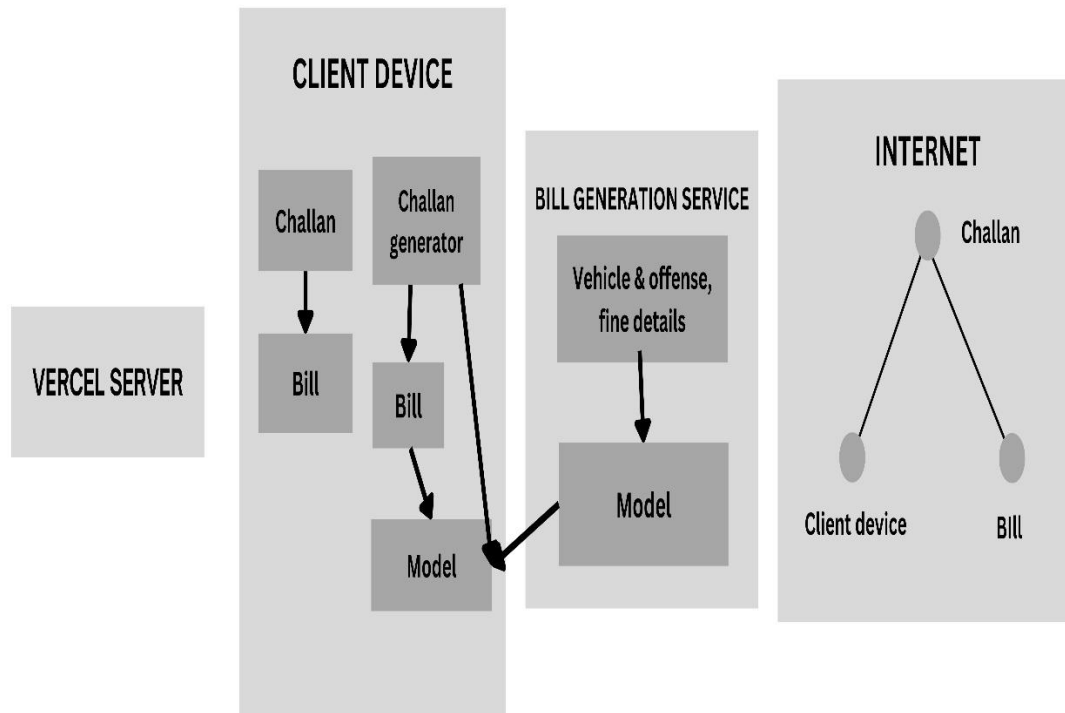 VERCEL SERVER
CLIENT DEVICE
Challan
Bill
Challan
generator
Bill
Model
BILL GENERATION SERVICE
Vehicle & offense,
fine details
Model
INTERNET
Challan
Client device
BIll